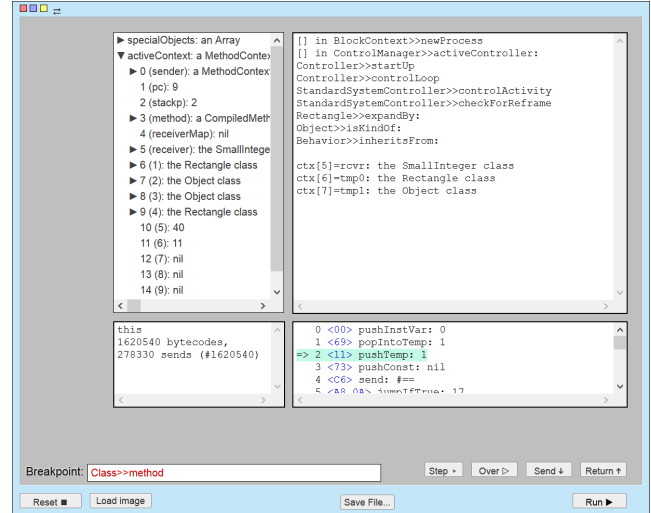 ▶ specialObjects: an Array
▼ activeContext: a MethodContex
▶ 0 (sender): a MethodContex
1 (pc): 9
2 (stackp): 2
▶ 3 (method): a CompiledMeth
4 (receiverMap): nil
▶ 5 (receiver): the SmallIntege
▶ 6 (1): the Rectangle class
▶ 7 (2): the Object class
▶ 8 (3): the Object class
▶ 9 (4): the Rectangle class
10 (5): 40
11 (6): 11
12 (7): nil
13 (8): nil
14 (9): nil
[] in BlockContext>>newProcess
[] in ControlManager>>activeController:
Controller>>startUp
Controller>>controlLoop
StandardSystemController>>controlActivity
StandardSystemController>>checkForReframe
Rectangle>>expandBy:
Object>>isKindOf:
Behavior>>inheritsFrom:
ctx[5]=rcvr: the SmallInteger class
ctx[6]=tmp0: the Rectangle class
ctx[7]=tmp1: the Object class
this
1620540 bytecodes,
278330 sends (#1620540)
0 <00> pushInstVar: 0
1 <69> popIntoTemp: 1
=> 2 <11> pushTemp: 1
3 <73> pushConst: nil
4 <C6> send: #==
5 <A8 0A> jumpIfTrue: 17
Breakpoint: Class>>method
Step ▹ Over ▷ Send ↓ Return ↑
Reset ■ Load image Save File... Run ▶